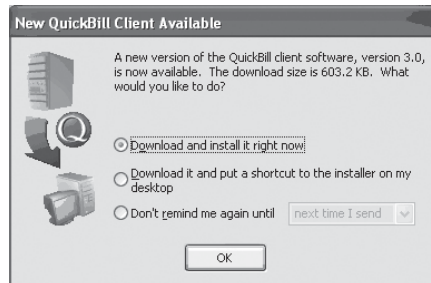 New QuickBill Client Available
A new version of the QuickBill client software, version 3.0,
is now available. The download size is 603.2 KB. What
would you like to do?
Q
Download and install it right now
Download it and put a shortcut to the installer on my
desktop
Don't remind me again until next time I send
OK